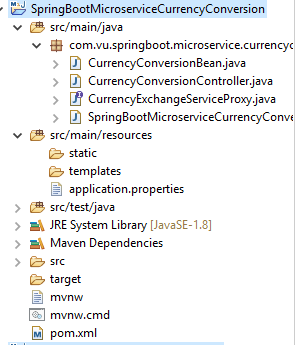 SpringBootMicroserviceCurrencyConversion
src/main/java
com.vu.springboot.microservice.currencyc
CurrencyConversionBean.java
CurrencyConversionController.java
CurrencyExchangeServiceProxy.java
SpringBootMicroserviceCurrencyConve
src/main/resources
static
templates
application.properties
src/test/java
JRE System Library [JavaSE-1.8]
Maven Dependencies
src
target
mvnw
mvnw.cmd
pom.xml